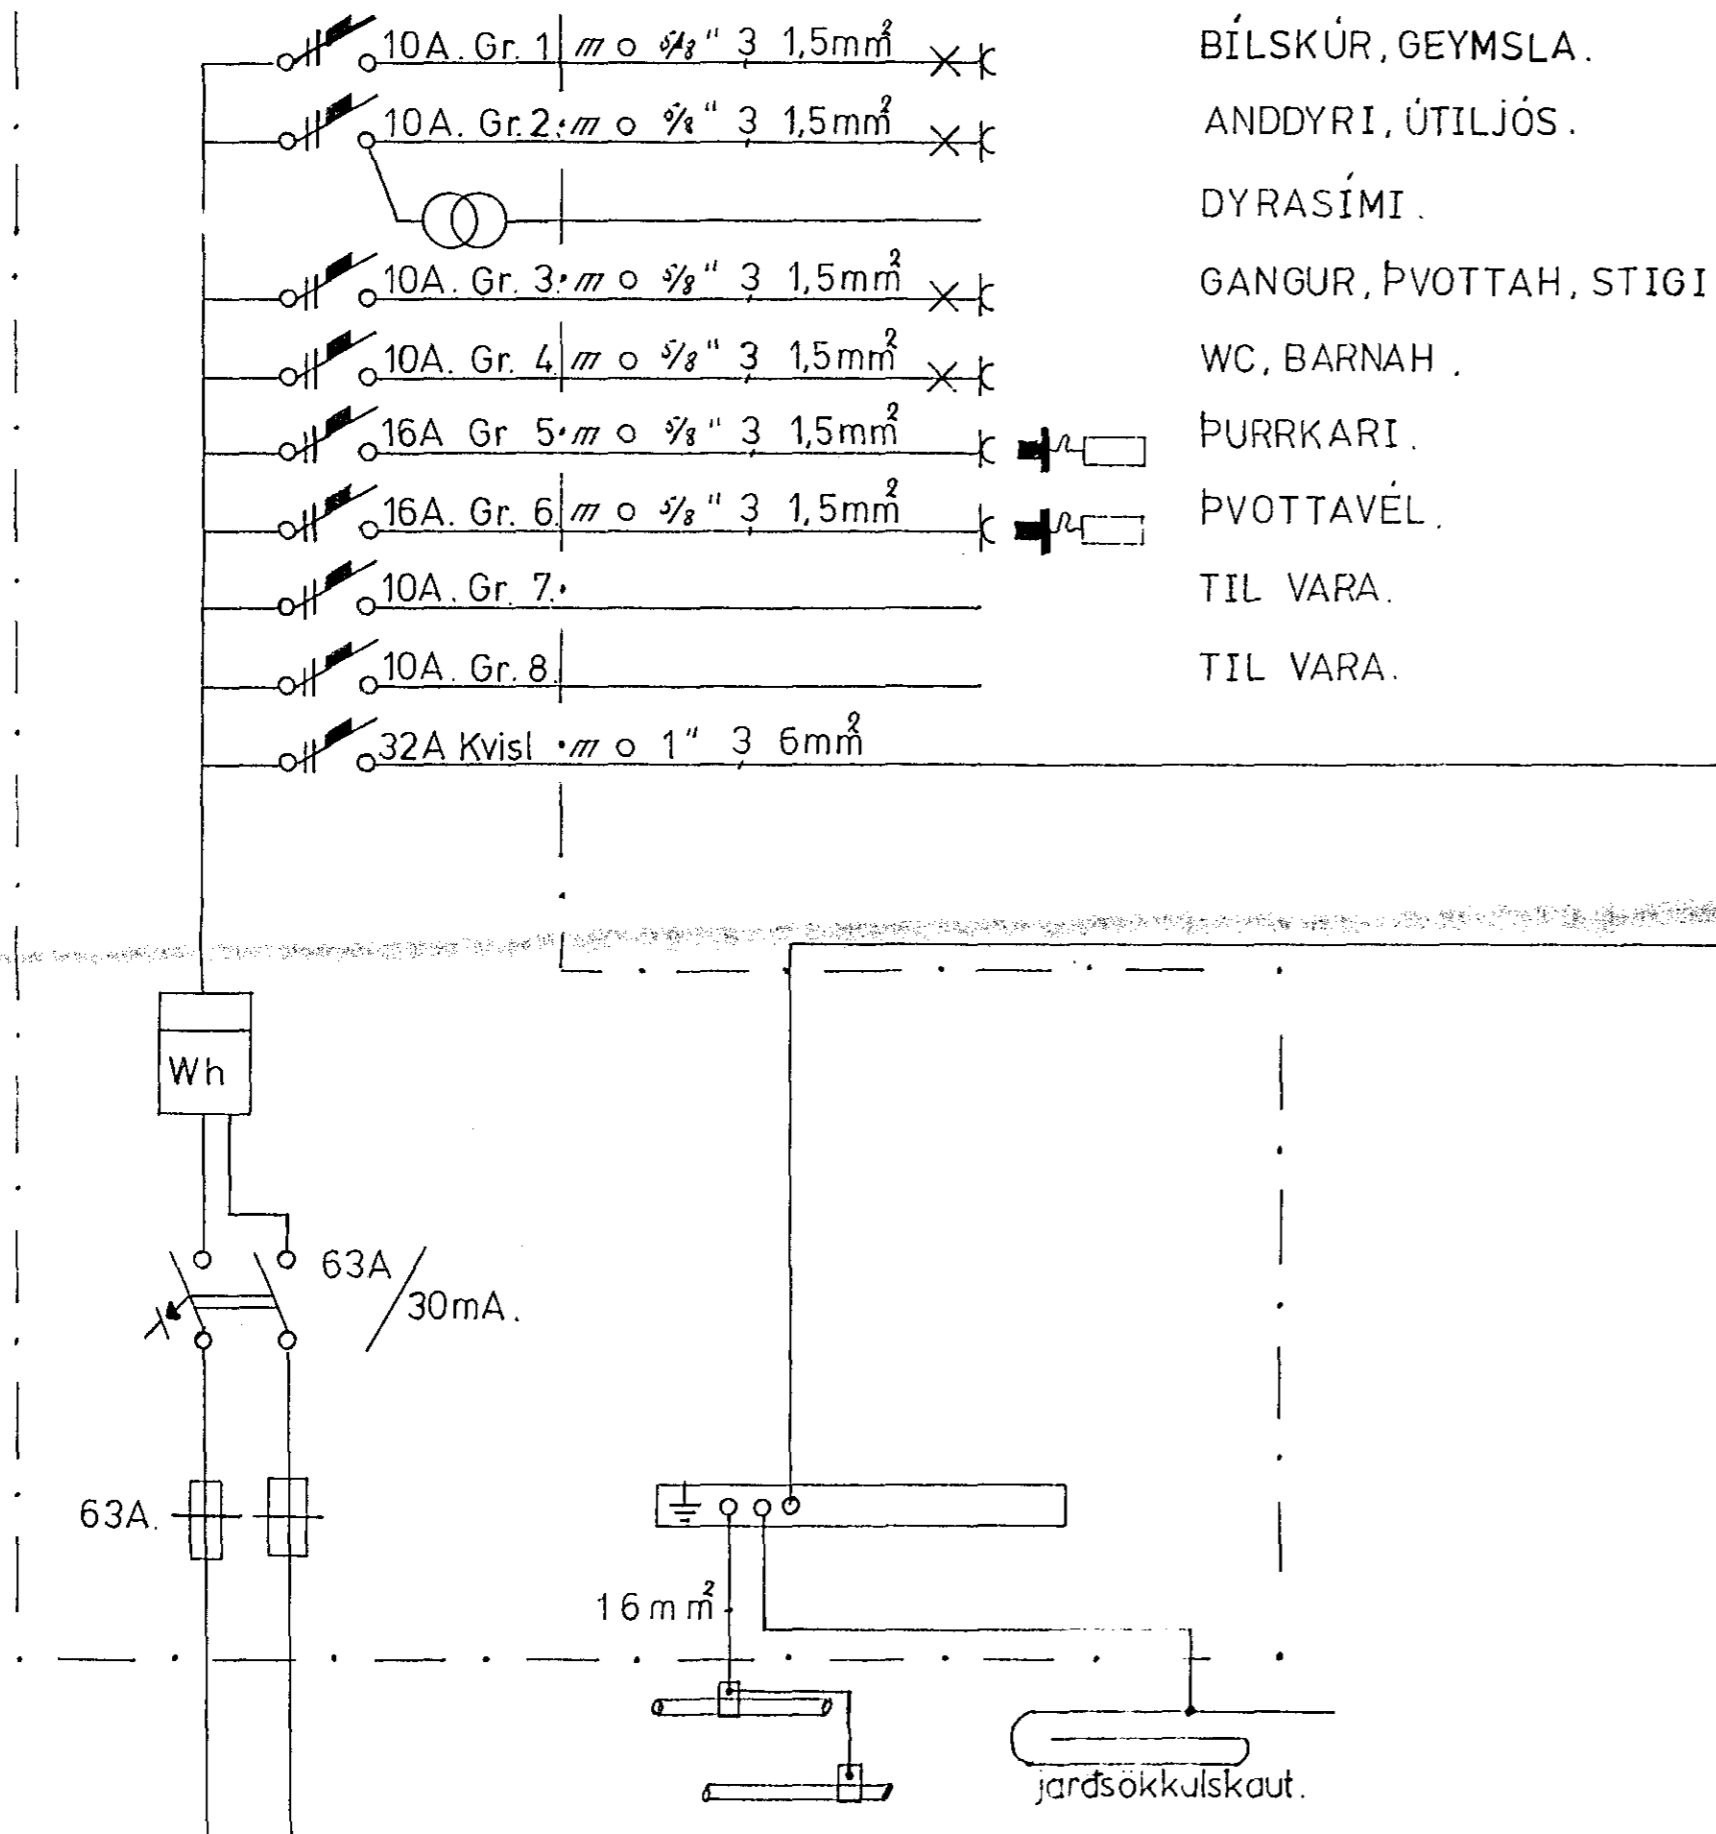 10A. Gr. 1 m o 5/8" 3 1,5mm² BÍLSKÚR, GEYMSLA.
10A. Gr. 2. m o 5/8" 3 1,5mm² ANDDYRI, ÚTILJÓS.
DYRASÍMI.
10A. Gr. 3. m o 5/8" 3 1,5mm² GANGUR, ÞVOTTAH, STIGI
10A. Gr. 4 m o 5/8" 3 1,5mm² WC, BARNAH.
16A Gr 5. m o 5/8" 3 1,5mm² ÞURRKARI.
16A. Gr. 6 m o 5/8" 3 1,5mm² ÞVOTTAVÉL.
10A. Gr. 7. TIL VARA.
10A. Gr. 8. TIL VARA.
32A Kvisl m o 1" 3 6mm²
Wh
63A/30mA.
63A.
16mm²
jarðsökkulskaut.